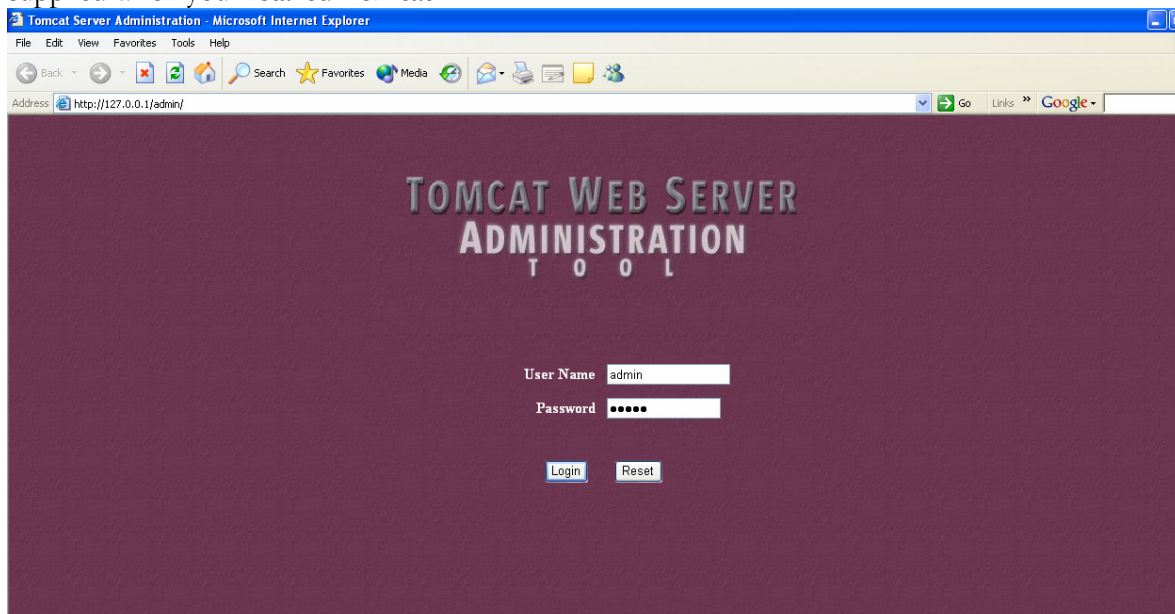 Tomcat Server Administration - Microsoft Internet Explorer
File Edit View Favorites Tools Help
Back Search Favorites Media
Address http://127.0.0.1/admin/ Go Links » Google
TOMCAT WEB SERVER
ADMINISTRATION
TOOL
User Name admin
Password •••••
Login Reset